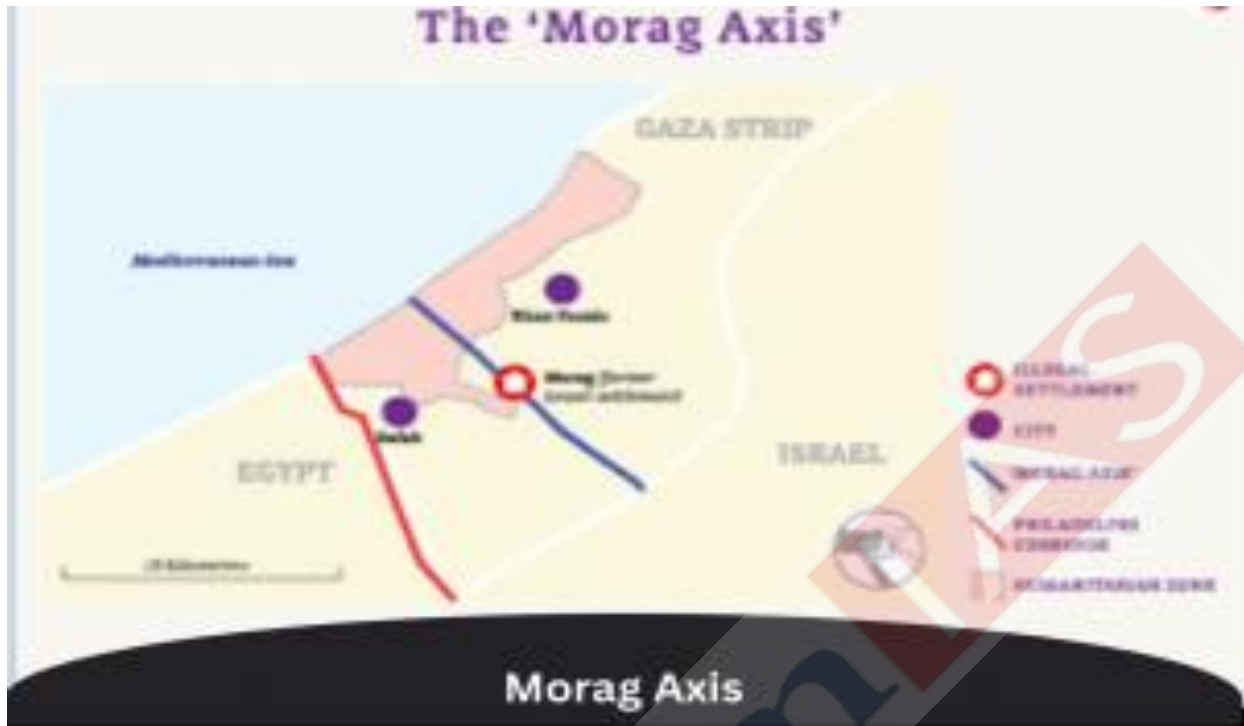 The ‘Morag Axis’
GAZA STRIP
Mediterranean Sea
Khan Younis
Morag (former
Israeli settlement)
Rafah
EGYPT
ISRAEL
ILLEGAL
SETTLEMENT
CITY
'MORAG AXIS'
PHILADELPHI
CORRIDOR
HUMANITARIAN ZONE
Morag Axis